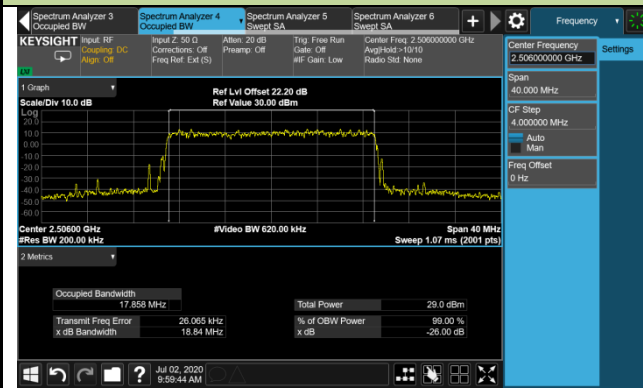 Spectrum Analyzer 3
Occupied BW
Spectrum Analyzer 4
Occupied BW
Spectrum Analyzer 5
Swept SA
Spectrum Analyzer 6
Swept SA
+
Frequency
KEYSIGHT
Input: RF
Coupling: DC
Align: Off
Input Z: 50 Ω
Corrections: Off
Freq Ref: Ext (S)
Atten: 20 dB
Preamp: Off
Trig: Free Run
Gate: Off
#IF Gain: Low
Center Freq: 2.506000000 GHz
Avg|Hold:>10/10
Radio Std: None
Center Frequency
2.506000000 GHz
Settings
Span
40.000 MHz
CF Step
4.000000 MHz
Auto
Man
Freq Offset
0 Hz
1 Graph
Scale/Div 10.0 dB
Ref Lvl Offset 22.20 dB
Ref Value 30.00 dBm
Log
20.0
10.0
0.00
-10.0
-20.0
-30.0
-40.0
-50.0
-60.0
Center 2.50600 GHz
#Res BW 200.00 kHz
#Video BW 620.00 kHz
Span 40 MHz
Sweep 1.07 ms (2001 pts)
2 Metrics
Occupied Bandwidth
17.858 MHz
Total Power 29.0 dBm
Transmit Freq Error 26.065 kHz
% of OBW Power 99.00 %
x dB Bandwidth 18.84 MHz
x dB -26.00 dB
?
Jul 02, 2020
9:59:44 AM